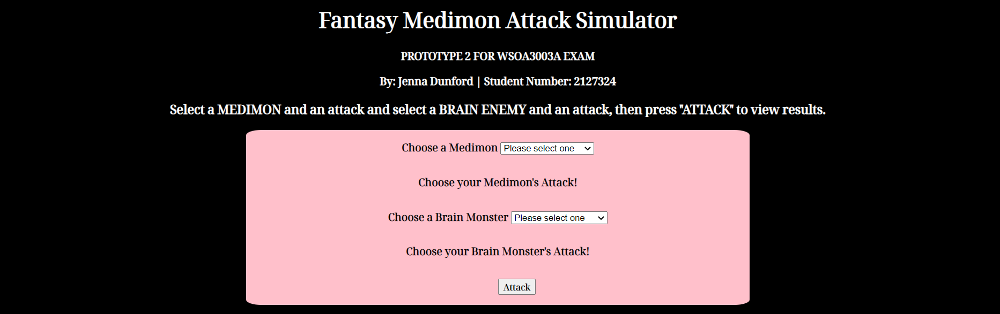 Fantasy Medimon Attack Simulator
PROTOTYPE 2 FOR WSOA3003A EXAM
By: Jenna Dunford | Student Number: 2127324
Select a MEDIMON and an attack and select a BRAIN ENEMY and an attack, then press "ATTACK" to view results.
Choose a Medimon Please select one
Choose your Medimon's Attack!
Choose a Brain Monster Please select one
Choose your Brain Monster's Attack!
Attack